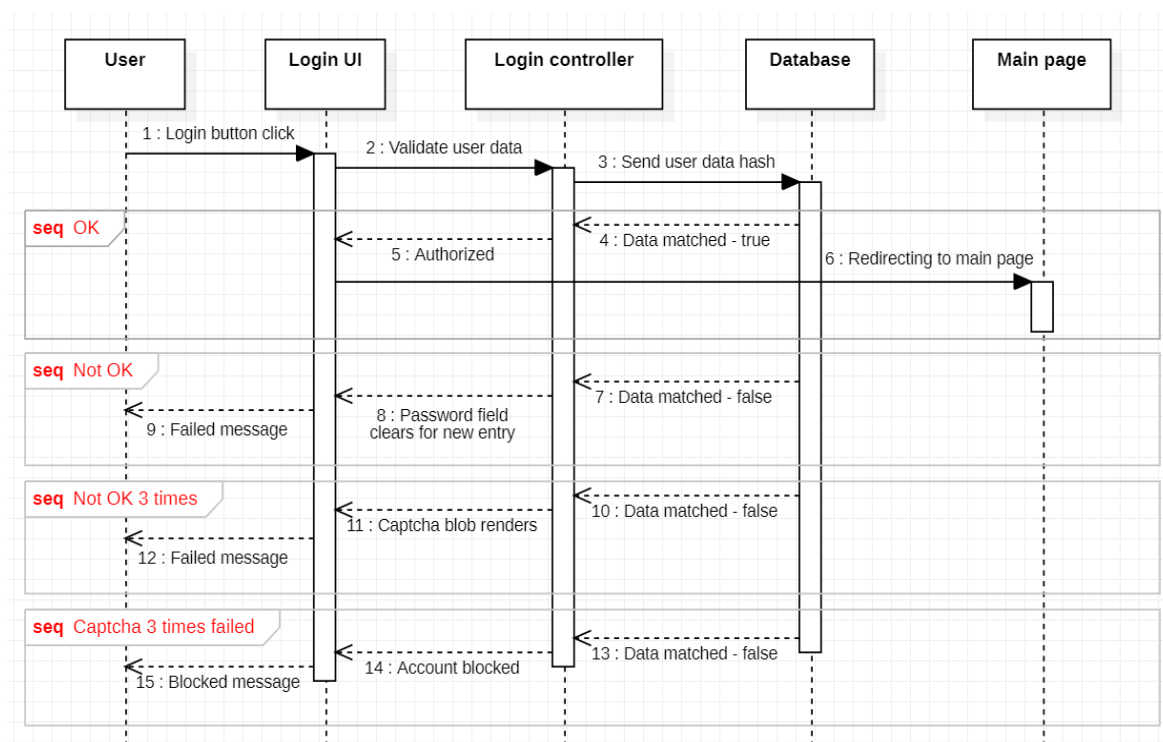 User
Login UI
Login controller
Database
Main page
1 : Login button click
2 : Validate user data
3 : Send user data hash
seq OK
4 : Data matched - true
5 : Authorized
6 : Redirecting to main page
seq Not OK
7 : Data matched - false
8 : Password field
clears for new entry
9 : Failed message
seq Not OK 3 times
10 : Data matched - false
11 : Captcha blob renders
12 : Failed message
seq Captcha 3 times failed
13 : Data matched - false
14 : Account blocked
15 : Blocked message